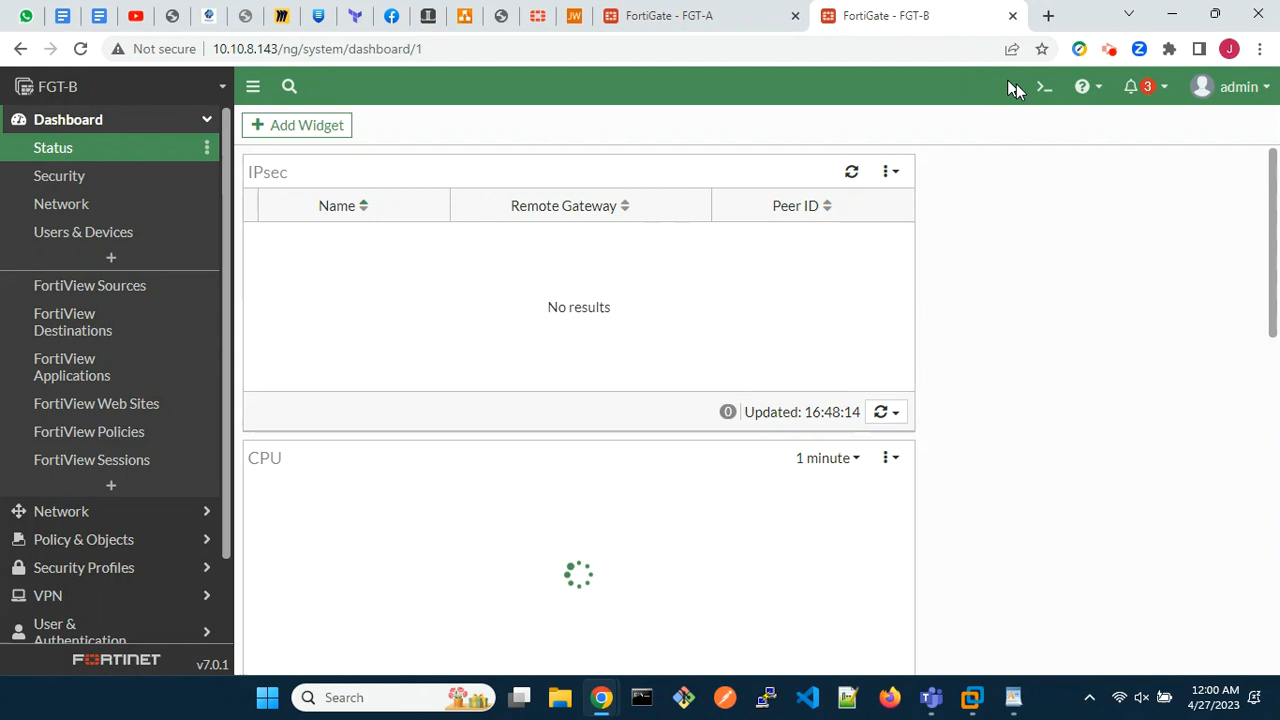 JW
FortiGate - FGT-A
FortiGate - FGT-B
Not secure
10.10.8.143/ng/system/dashboard/1
Z
J
FGT-B
3
admin
Dashboard
Status
Security
Network
Users & Devices
FortiView Sources
FortiView
Destinations
FortiView
Applications
FortiView Web Sites
FortiView Policies
FortiView Sessions
Network
Policy & Objects
Security Profiles
VPN
User &
Authentication
FORTINET
v7.0.1
+ Add Widget
IPsec
Name
Remote Gateway
Peer ID
No results
0
Updated: 16:48:14
CPU
1 minute
Search
12:00 AM
4/27/2023